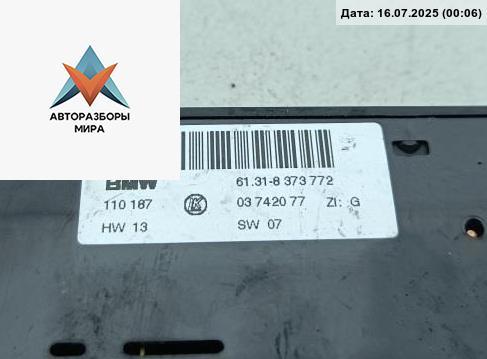 Дата: 16.07.2025 (00:06)
АВТОРАЗБОРЫ
МИРА
BMW 61.31-8 373 772
110 187 03 7420 77 ZI: G
HW 13 SW 07